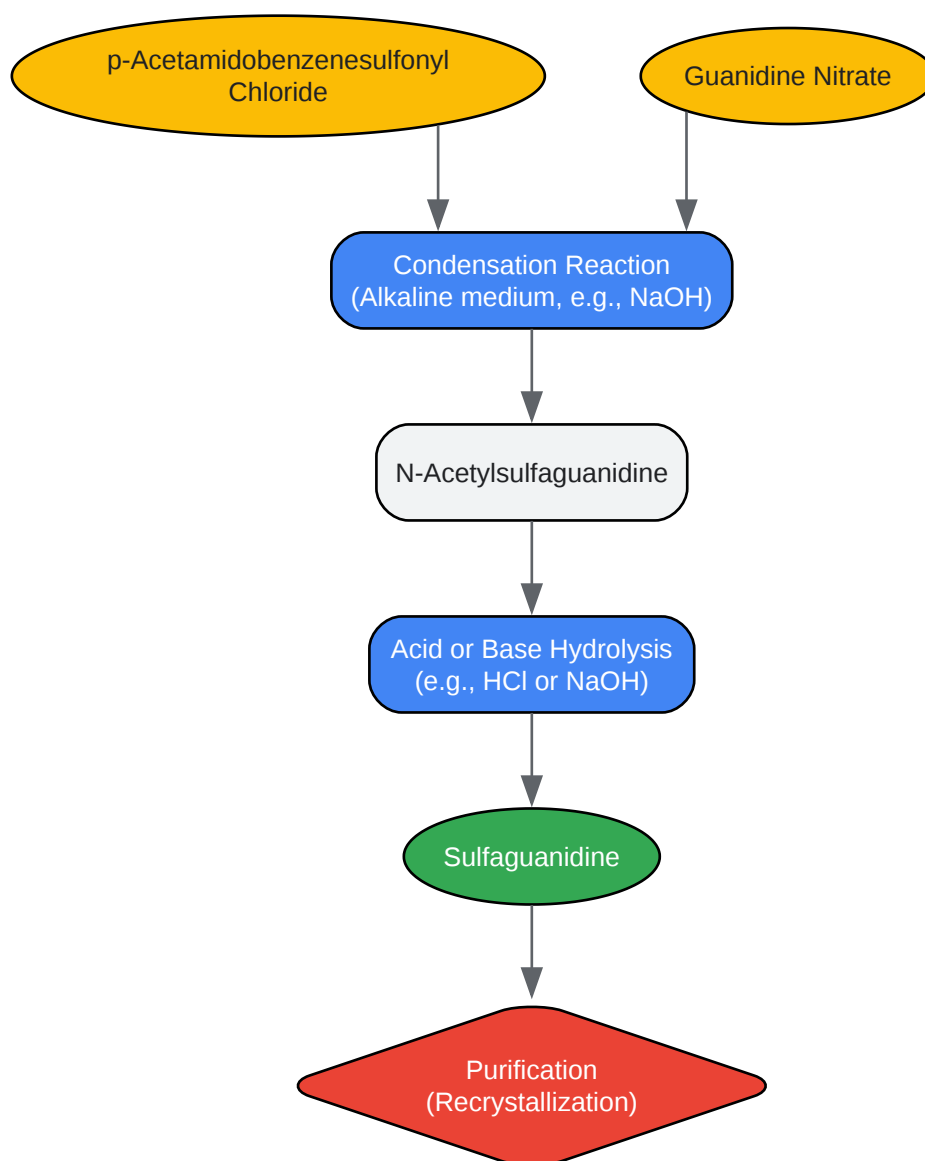 p-Acetamidobenzenesulfonyl
Chloride
Guanidine Nitrate
Condensation Reaction
(Alkaline medium, e.g., NaOH)
N-Acetylsulfaguanidine
Acid or Base Hydrolysis
(e.g., HCl or NaOH)
Sulfaguanidine
Purification
(Recrystallization)